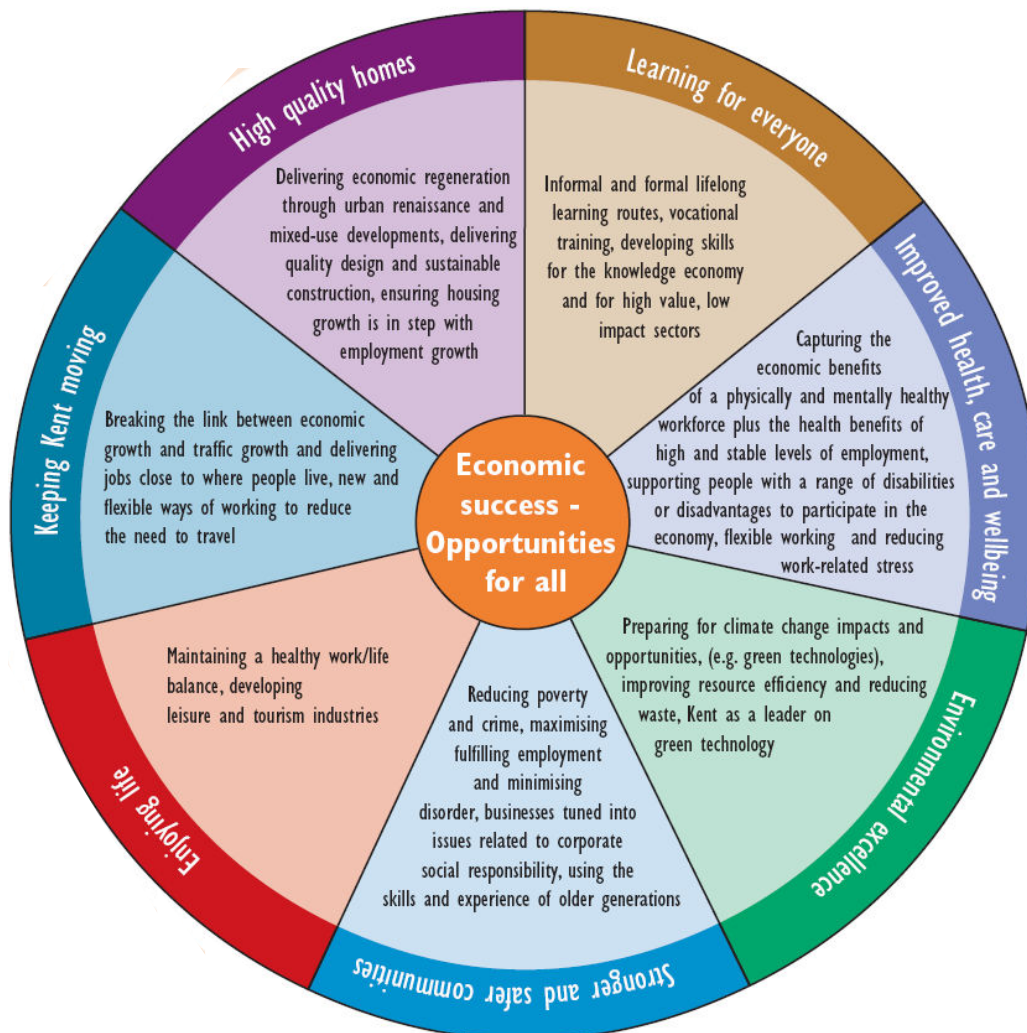 High quality homes
Delivering economic regeneration
through urban renaissance and
mixed-use developments, delivering
quality design and sustainable
construction, ensuring housing
growth is in step with
employment growth
Learning for everyone
Informal and formal lifelong
learning routes, vocational
training, developing skills
for the knowledge economy
and for high value, low
impact sectors
Improved health, care and wellbeing
Capturing the
economic benefits
of a physically and mentally healthy
workforce plus the health benefits of
high and stable levels of employment,
supporting people with a range of disabilities
or disadvantages to participate in the
economy, flexible working and reducing
work-related stress
Environmental excellence
Preparing for climate change impacts and
opportunities, (e.g. green technologies),
improving resource efficiency and reducing
waste, Kent as a leader on
green technology
Stronger and safer communities
Reducing poverty
and crime, maximising
fulfilling employment
and minimising
disorder, businesses tuned into
issues related to corporate
social responsibility, using the
skills and experience of older generations
Enjoying life
Maintaining a healthy work/life
balance, developing
leisure and tourism industries
Keeping Kent moving
Breaking the link between economic
growth and traffic growth and delivering
jobs close to where people live, new and
flexible ways of working to reduce
the need to travel
Economic
success -
Opportunities
for all